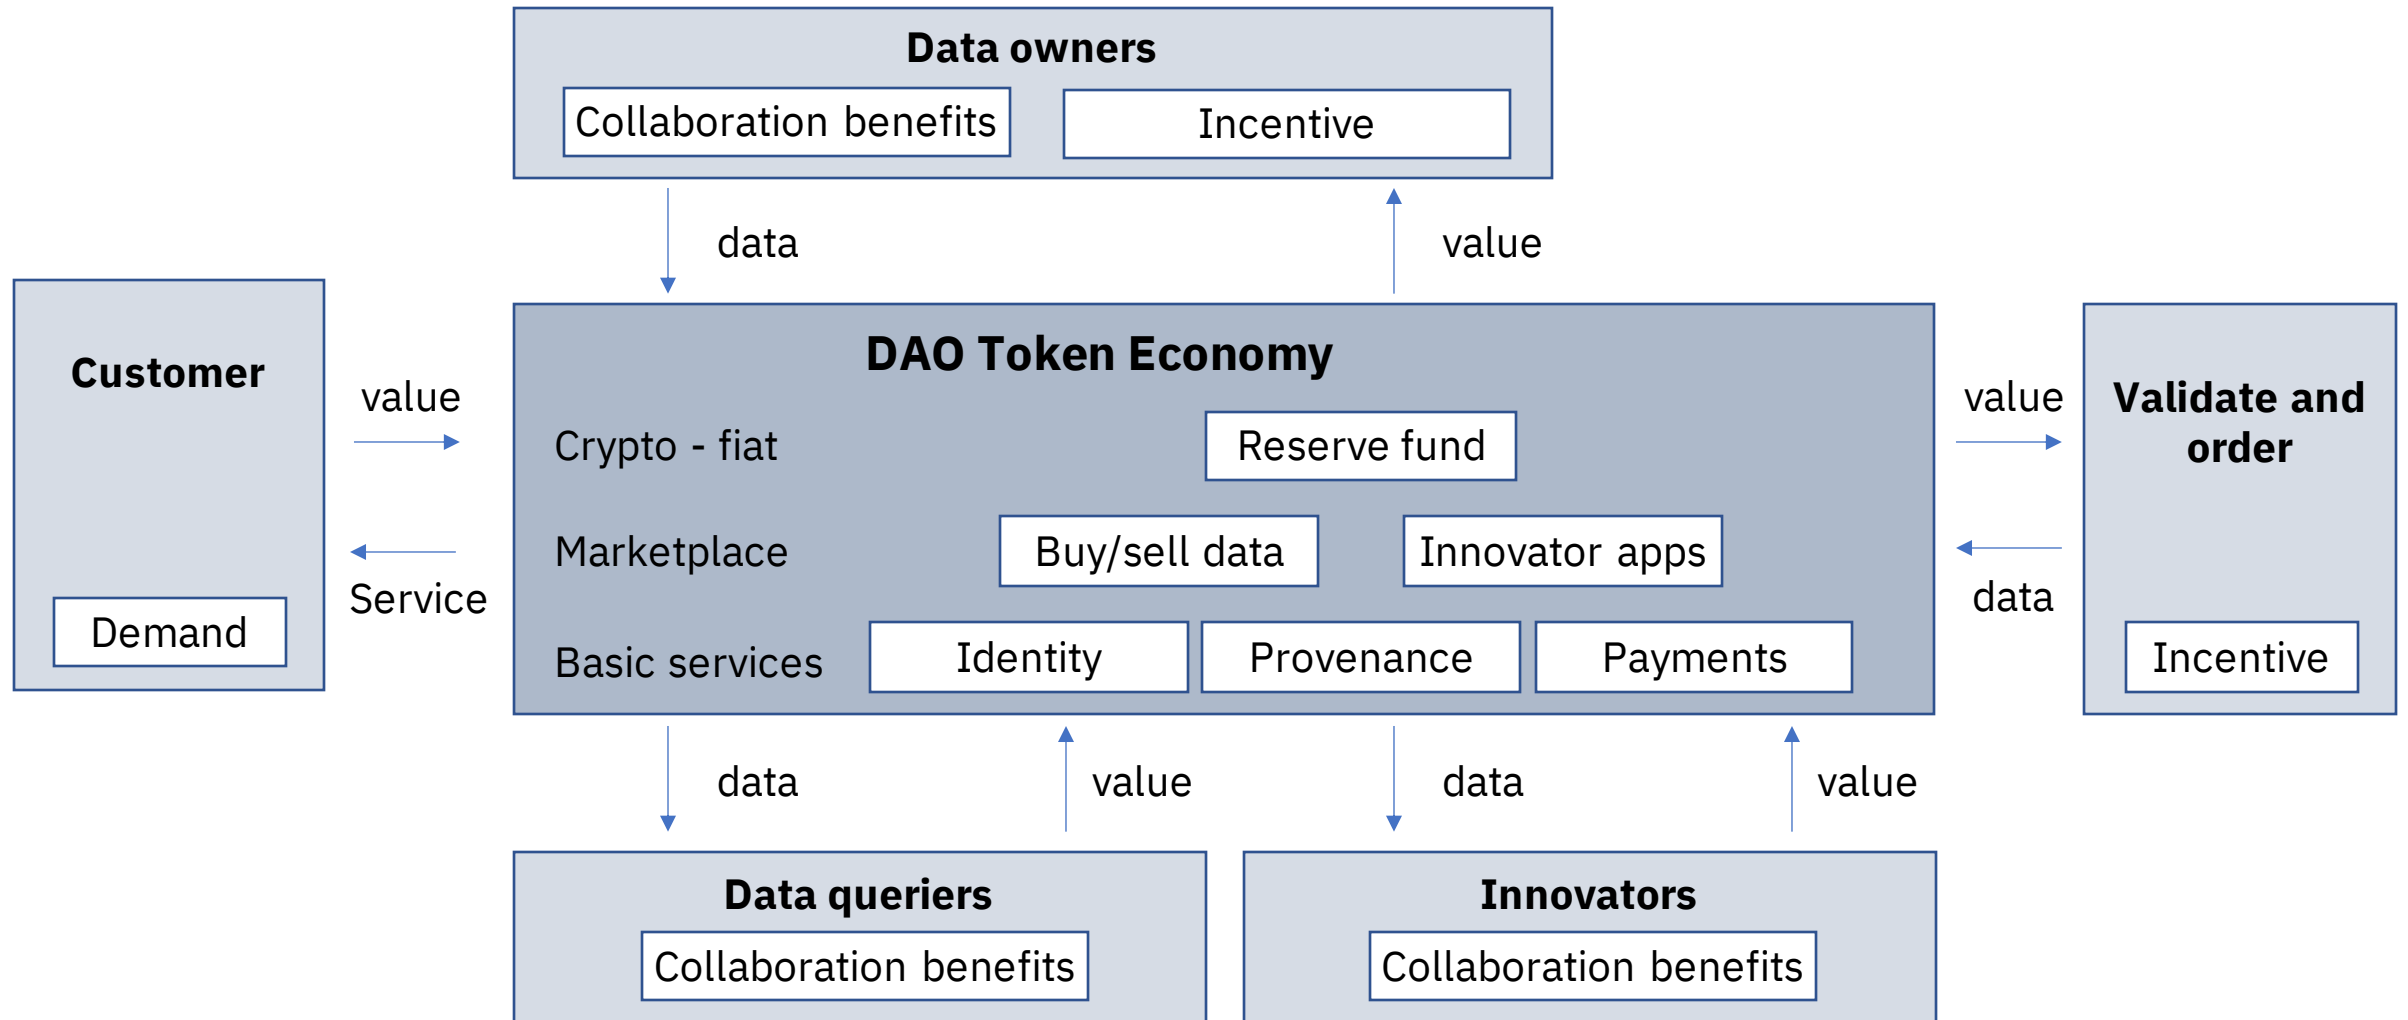 Data owners
Collaboration benefits
Incentive
data
value
Customer
value
Service
Demand
DAO Token Economy
Crypto - fiat
Reserve fund
Marketplace
Buy/sell data
Innovator apps
Basic services
Identity
Provenance
Payments
value
data
Validate and
order
Incentive
data
value
data
value
Data queriers
Collaboration benefits
Innovators
Collaboration benefits